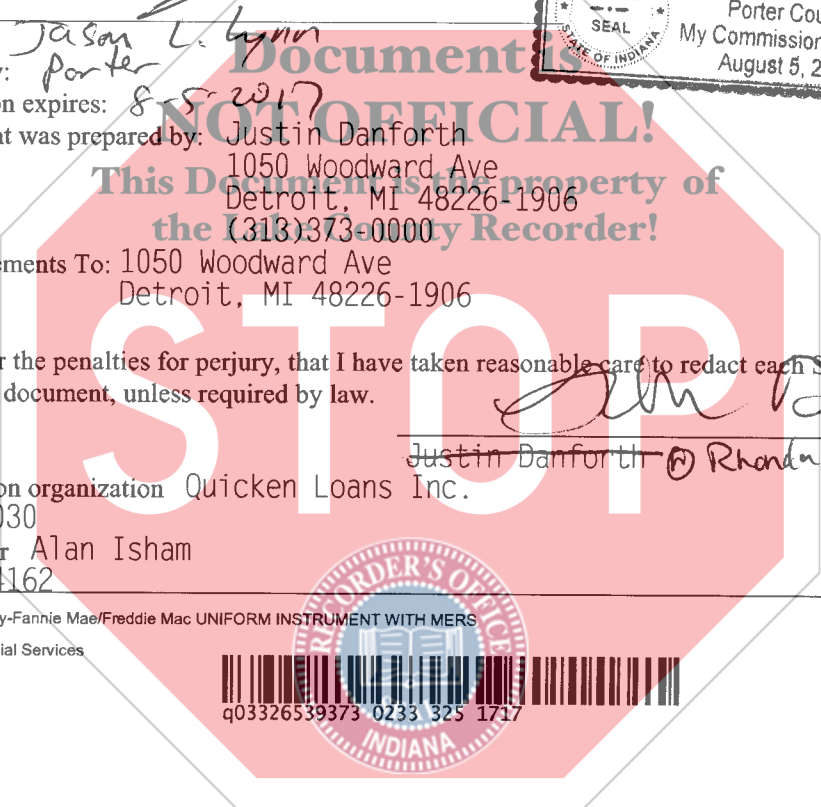 Porter Cou
SEAL
My Commission
STATE OF INDIANA
August 5, 2
Jason L. Lynn
y: Porter
on expires: 8-5-2017
nt was prepared by: Justin Danforth
1050 Woodward Ave
Detroit, MI 48226-1906
(313)373-0000
Document is
NOT OFFICIAL!
This Document is the property of
the Lake County Recorder!
ements To: 1050 Woodward Ave
Detroit, MI 48226-1906
STOP
r the penalties for perjury, that I have taken reasonable care to redact each S
document, unless required by law.
Justin Danforth Rhonda
on organization Quicken Loans Inc.
030
r Alan Isham
4162
y-Fannie Mae/Freddie Mac UNIFORM INSTRUMENT WITH MERS
ial Services
RECORDER'S OFFICE
q03326539373 0233 325 1717
INDIANA